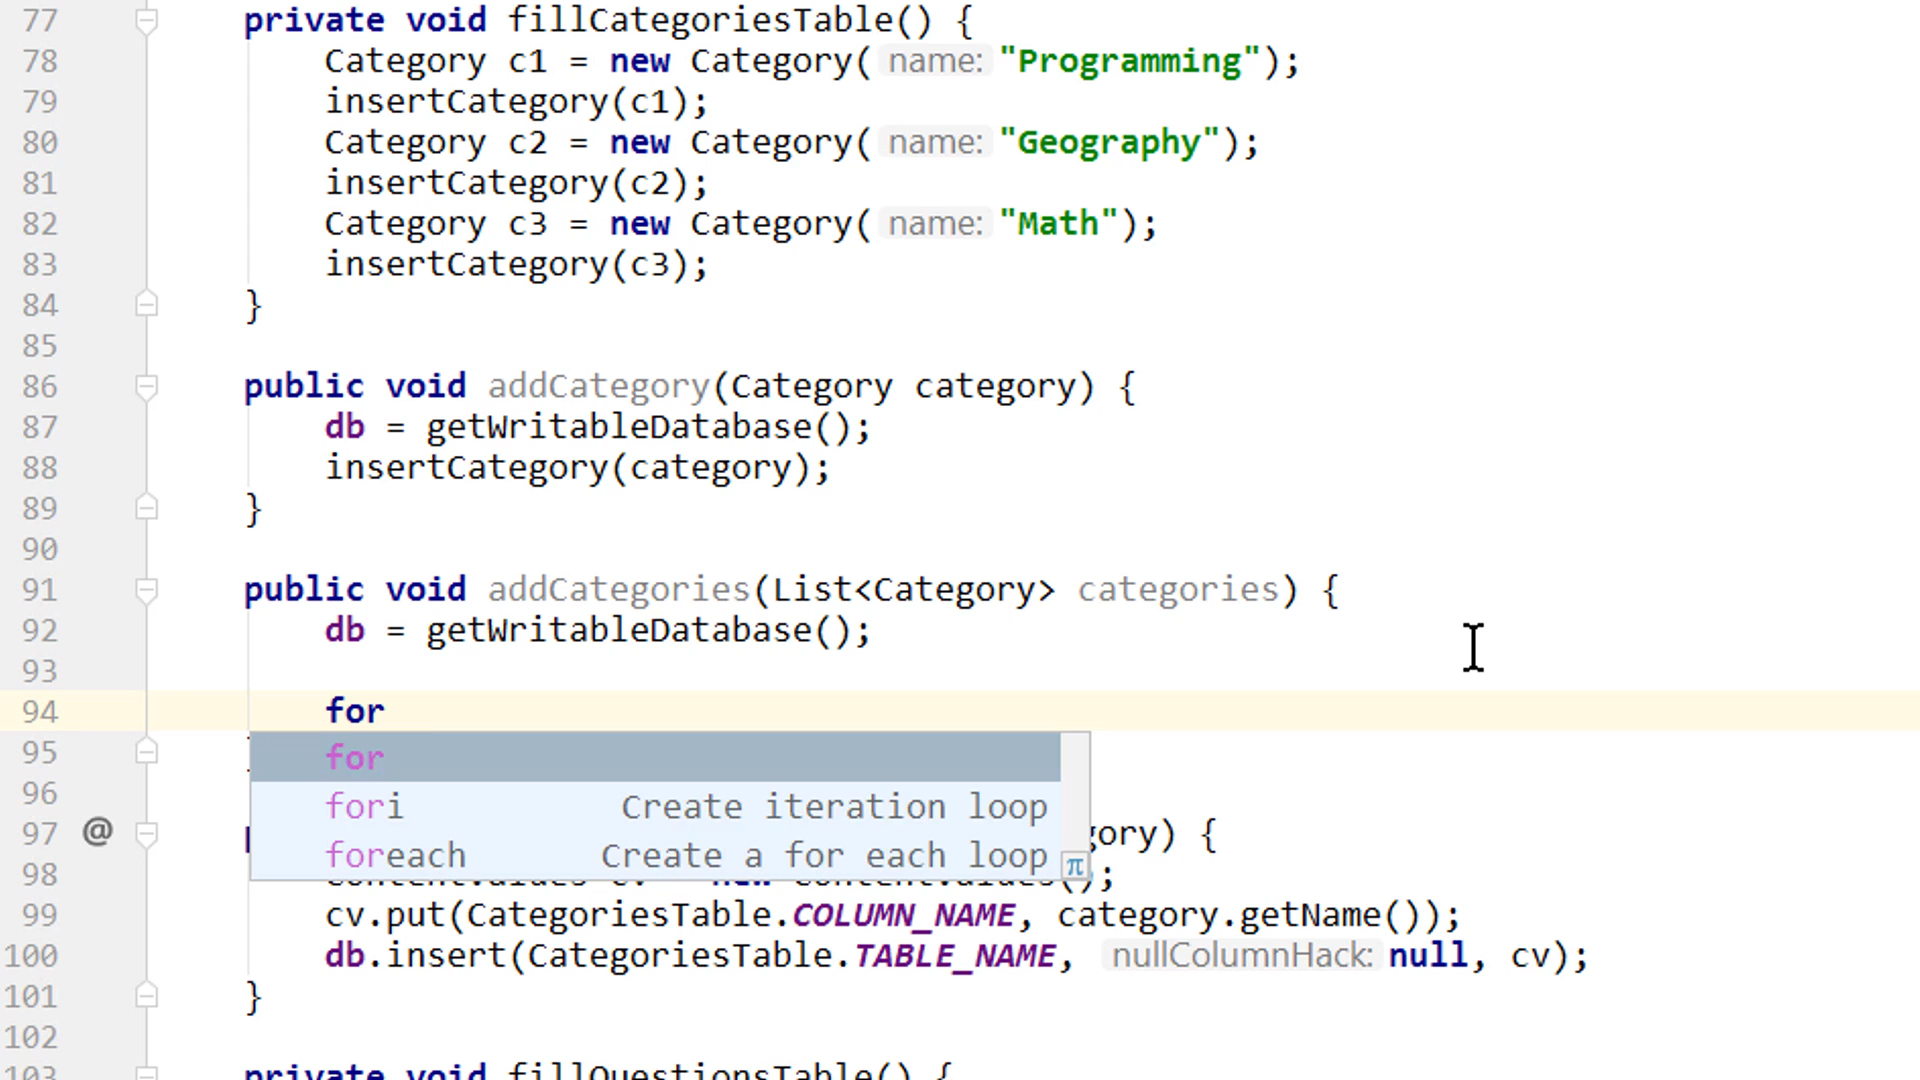 77 private void fillCategoriesTable() {
78 Category c1 = new Category( name: "Programming");
79 insertCategory(c1);
80 Category c2 = new Category( name: "Geography");
81 insertCategory(c2);
82 Category c3 = new Category( name: "Math");
83 insertCategory(c3);
84 }
85
86 public void addCategory(Category category) {
87 db = getWritableDatabase();
88 insertCategory(category);
89 }
90
91 public void addCategories(List<Category> categories) {
92 db = getWritableDatabase();
93
94 for
95 for
96 fori Create iteration loop
97 @ gory) {
foreach Create a for each loop π
98
99 cv.put(CategoriesTable.COLUMN_NAME, category.getName());
100 db.insert(CategoriesTable.TABLE_NAME, nullColumnHack: null, cv);
101 }
102
103 private void fillQuestionsTable() {